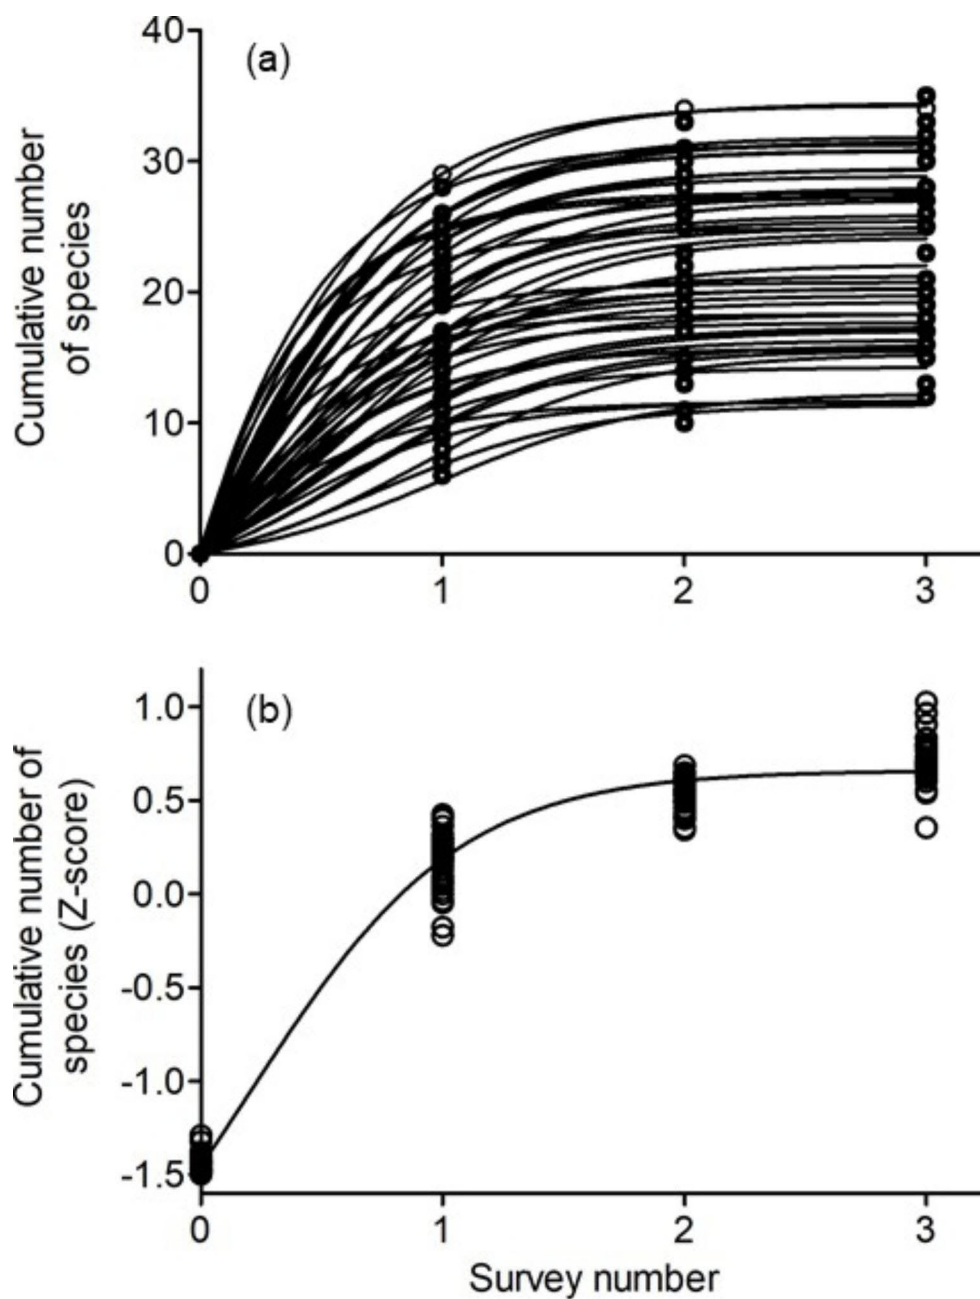 (a)
Cumulative number
of species
40
30
20
10
0
0 1 2 3
(b)
Cumulative number of
species (Z-score)
1.0
0.5
0.0
-0.5
-1.0
-1.5
0 1 2 3
Survey number